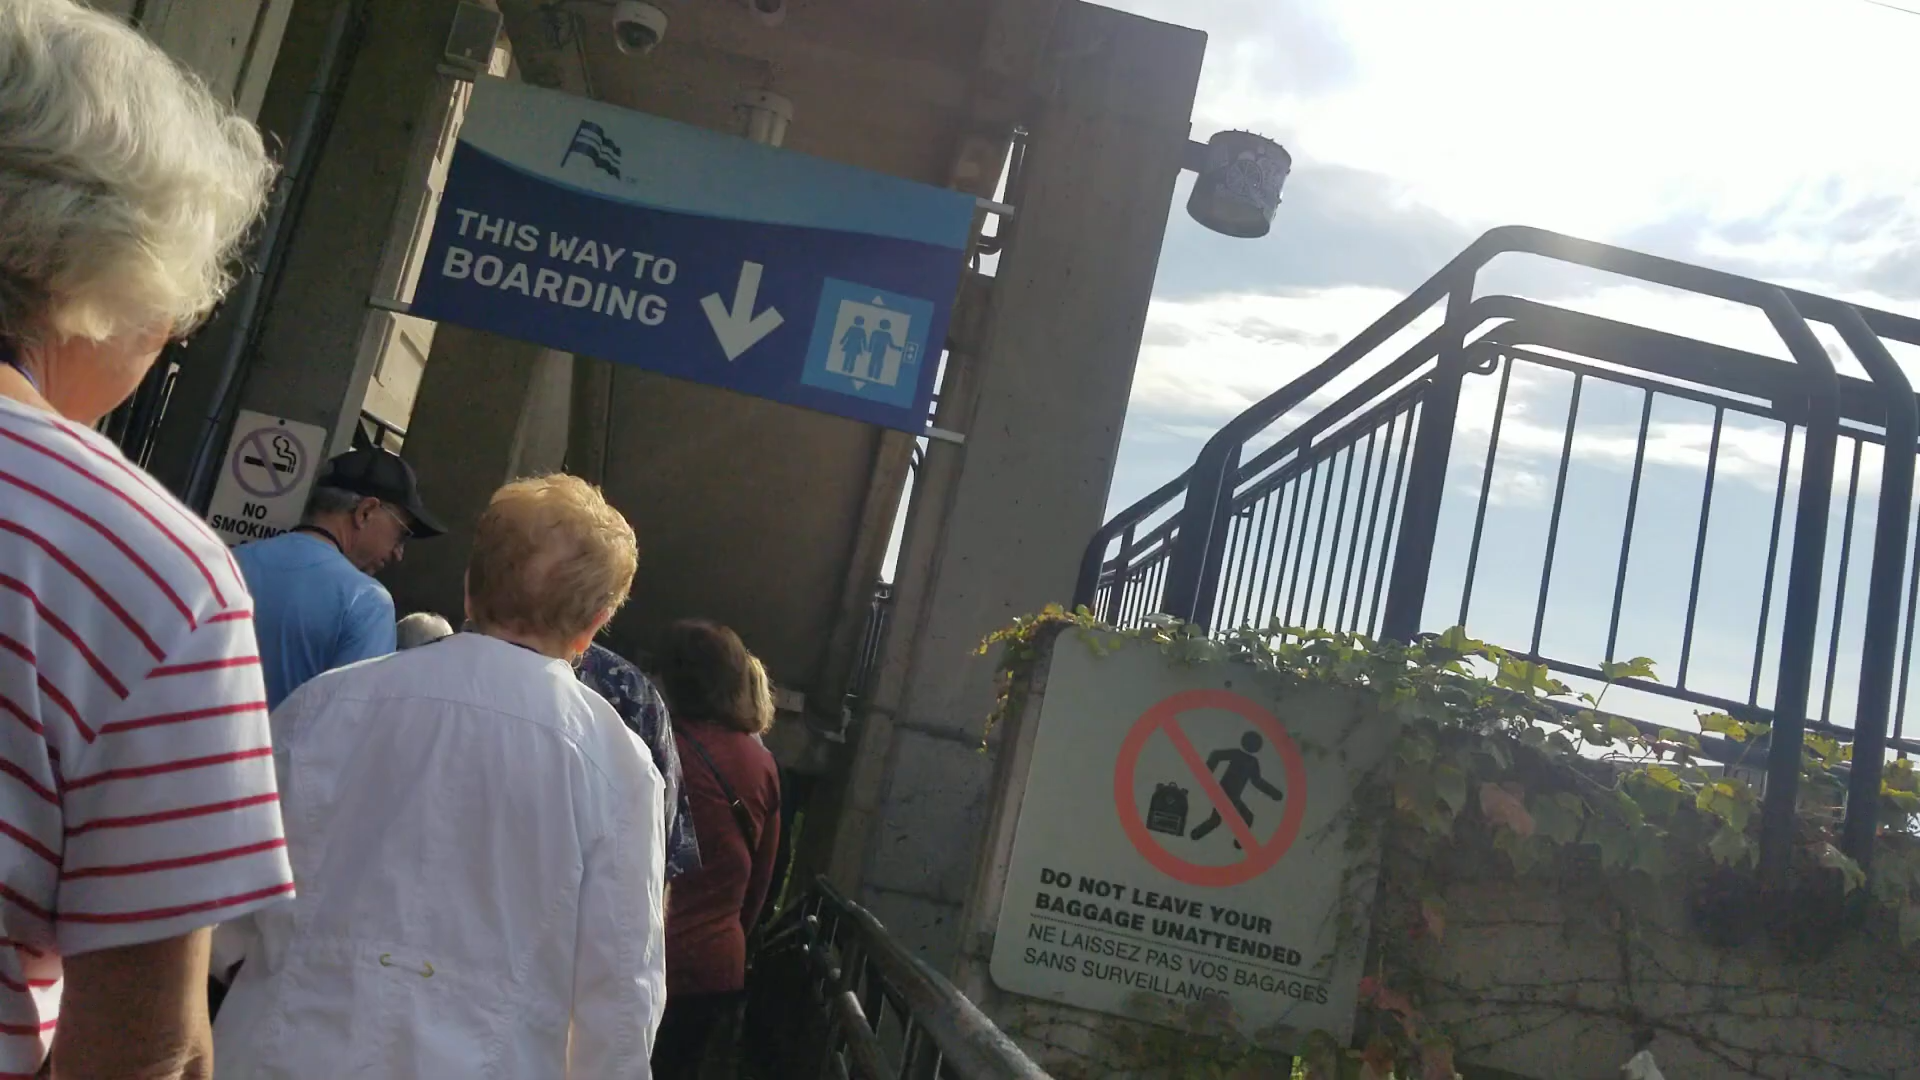 THIS WAY TO
BOARDING
NO
SMOKING
DO NOT LEAVE YOUR
BAGGAGE UNATTENDED
NE LAISSEZ PAS VOS BAGAGES
SANS SURVEILLANCE